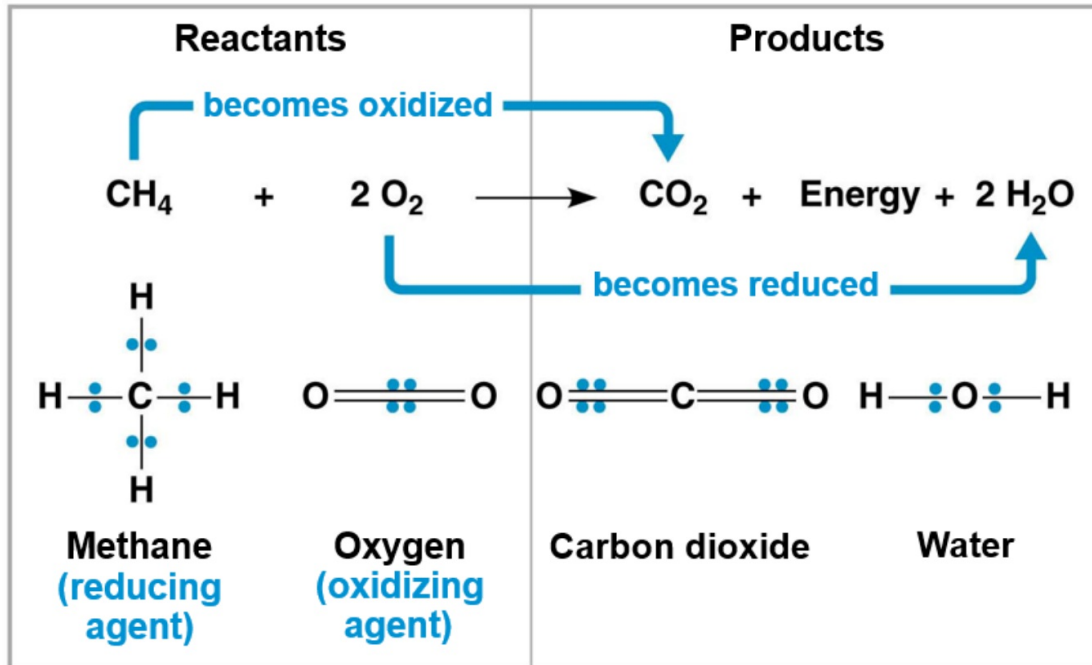 Reactants Products
becomes oxidized
CH₄ + 2 O₂ → CO₂ + Energy + 2 H₂O
becomes reduced
H
H C H O O O C O H O H
H
Methane Oxygen Carbon dioxide Water
(reducing (oxidizing
agent) agent)